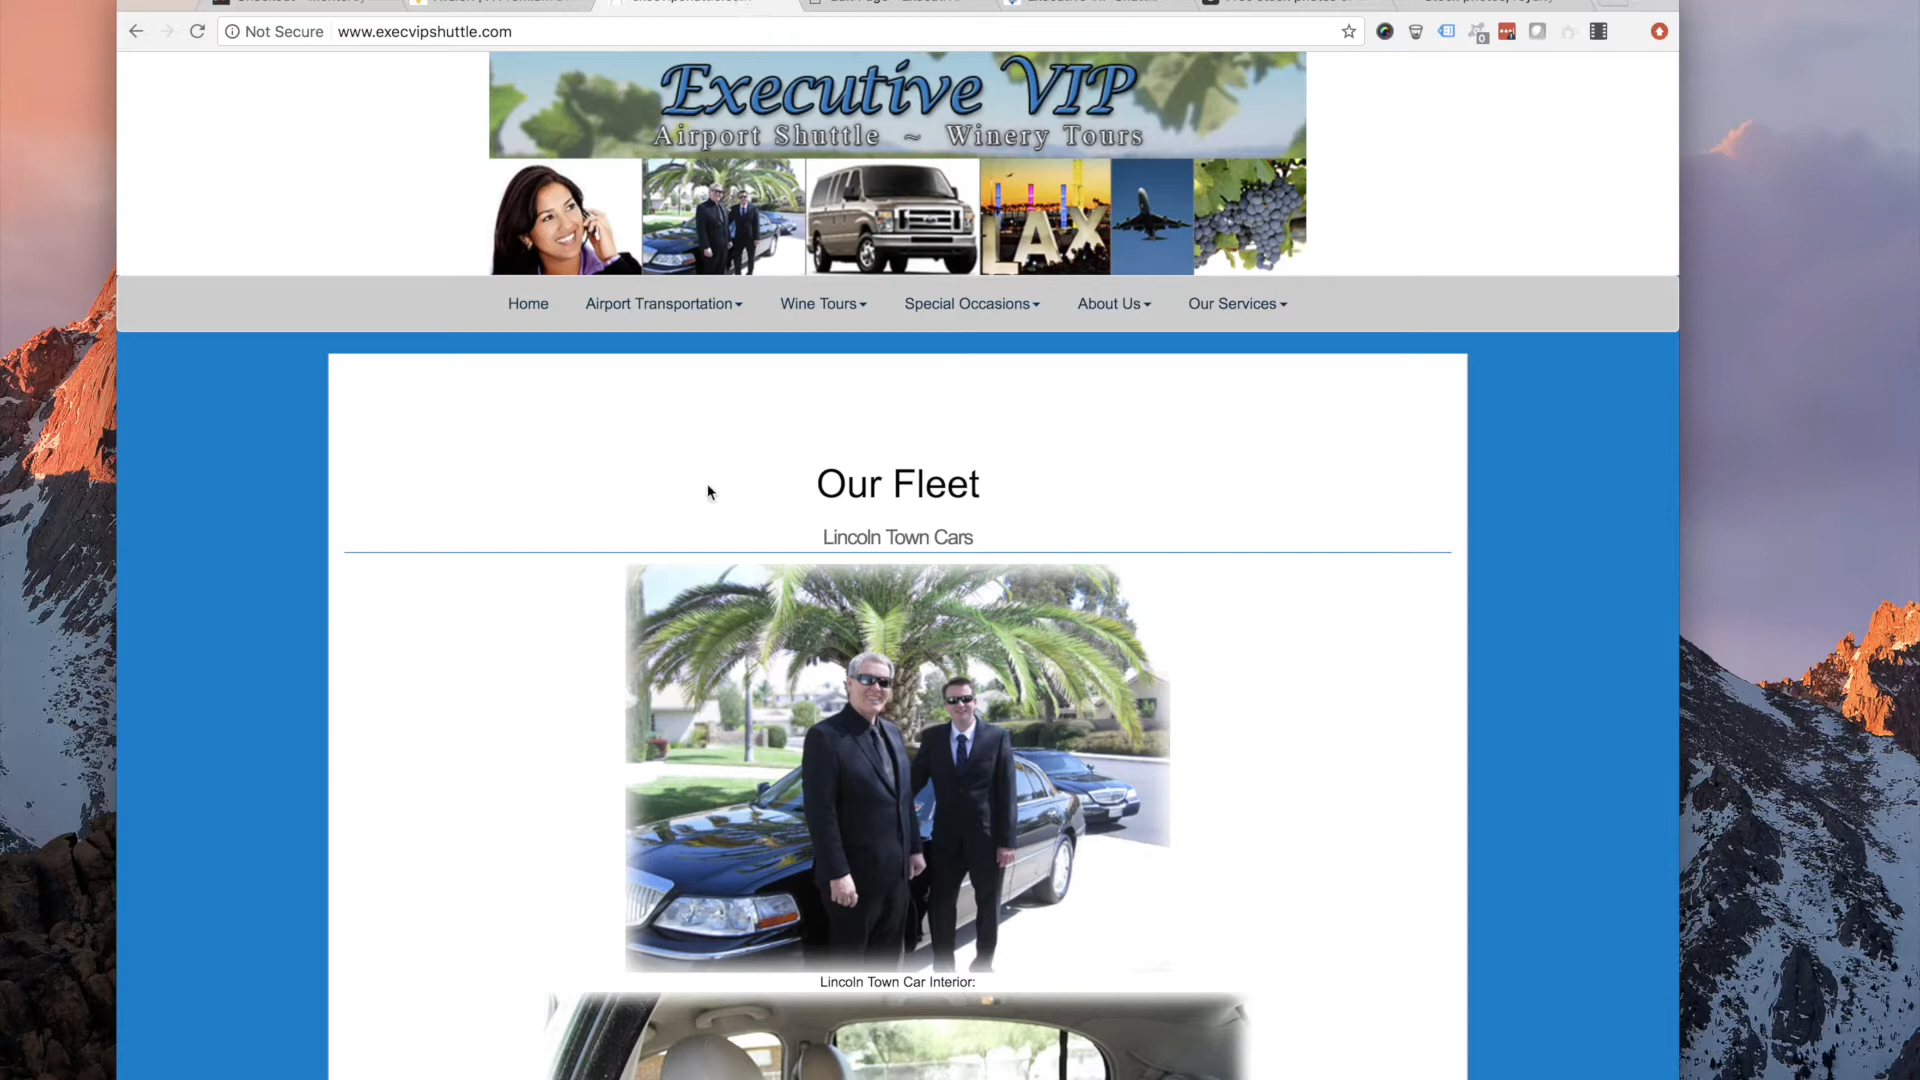 Not Secure
www.execvipshuttle.com
0
Executive VIP
Airport Shuttle ~ Winery Tours
LAX
Home
Airport Transportation
Wine Tours
Special Occasions
About Us
Our Services
Our Fleet
Lincoln Town Cars
Lincoln Town Car Interior: